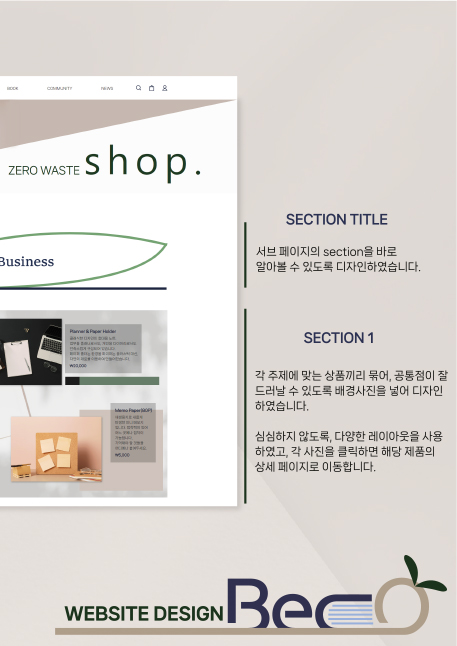 BOOK COMMUNITY NEWS
ZERO WASTE shop.
Business
Planner & Paper Holder
₩20,000
Memo Paper(60P)
₩5,000
SECTION TITLE
서브 페이지의 section을 바로
알아볼 수 있도록 디자인하였습니다.
SECTION 1
각 주제에 맞는 상품끼리 묶어, 공통점이 잘
드러날 수 있도록 배경사진을 넣어 디자인
하였습니다.
심심하지 않도록, 다양한 레이아웃을 사용
하였고, 각 사진을 클릭하면 해당 제품의
상세 페이지로 이동합니다.
WEBSITE DESIGN Beco